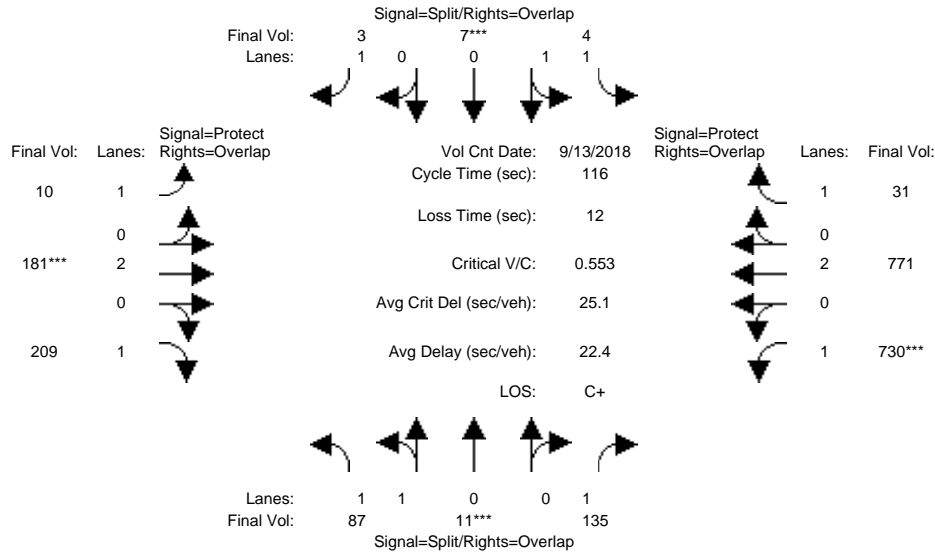 Signal=Split/Rights=Overlap
Final Vol: 3 7*** 4
Lanes: 1 0 0 1 1
Signal=Protect Signal=Protect
Final Vol: Lanes: Rights=Overlap Vol Cnt Date: 9/13/2018 Rights=Overlap Lanes: Final Vol:
Cycle Time (sec): 116
10 1 1 31
Loss Time (sec): 12
0 0
181*** 2 Critical V/C: 0.553 2 771
0 Avg Crit Del (sec/veh): 25.1 0
209 1 Avg Delay (sec/veh): 22.4 1 730***
LOS: C+
Lanes: 1 1 0 0 1
Final Vol: 87 11*** 135
Signal=Split/Rights=Overlap